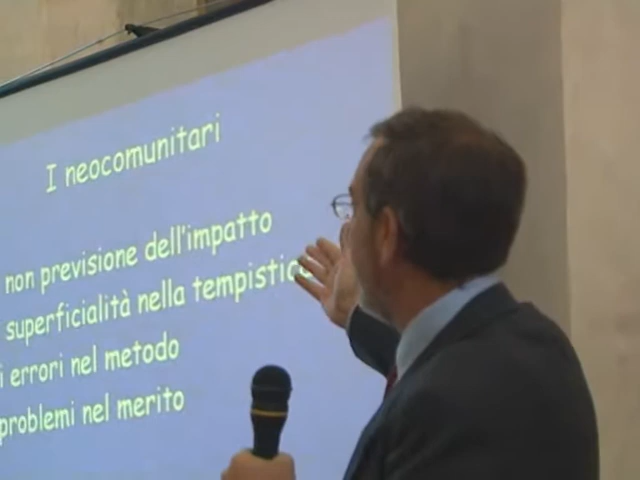 I neocomunitari
non previsione dell'impatto
superficialità nella tempistica
i errori nel metodo
problemi nel merito